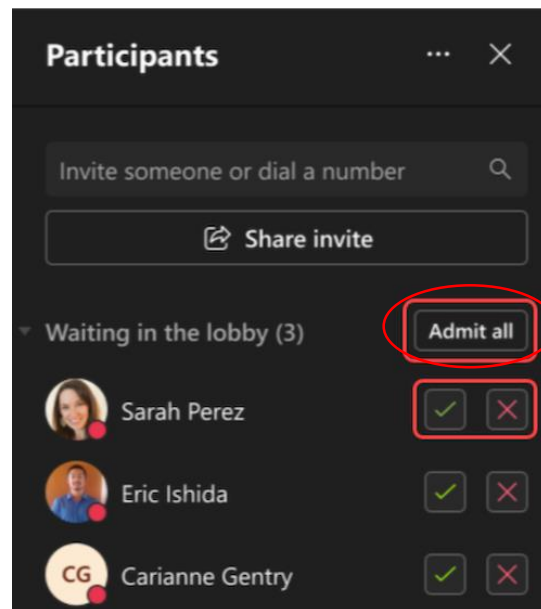 Participants
Invite someone or dial a number
Share invite
Waiting in the lobby (3)
Admit all
Sarah Perez
Eric Ishida
CG
Carianne Gentry